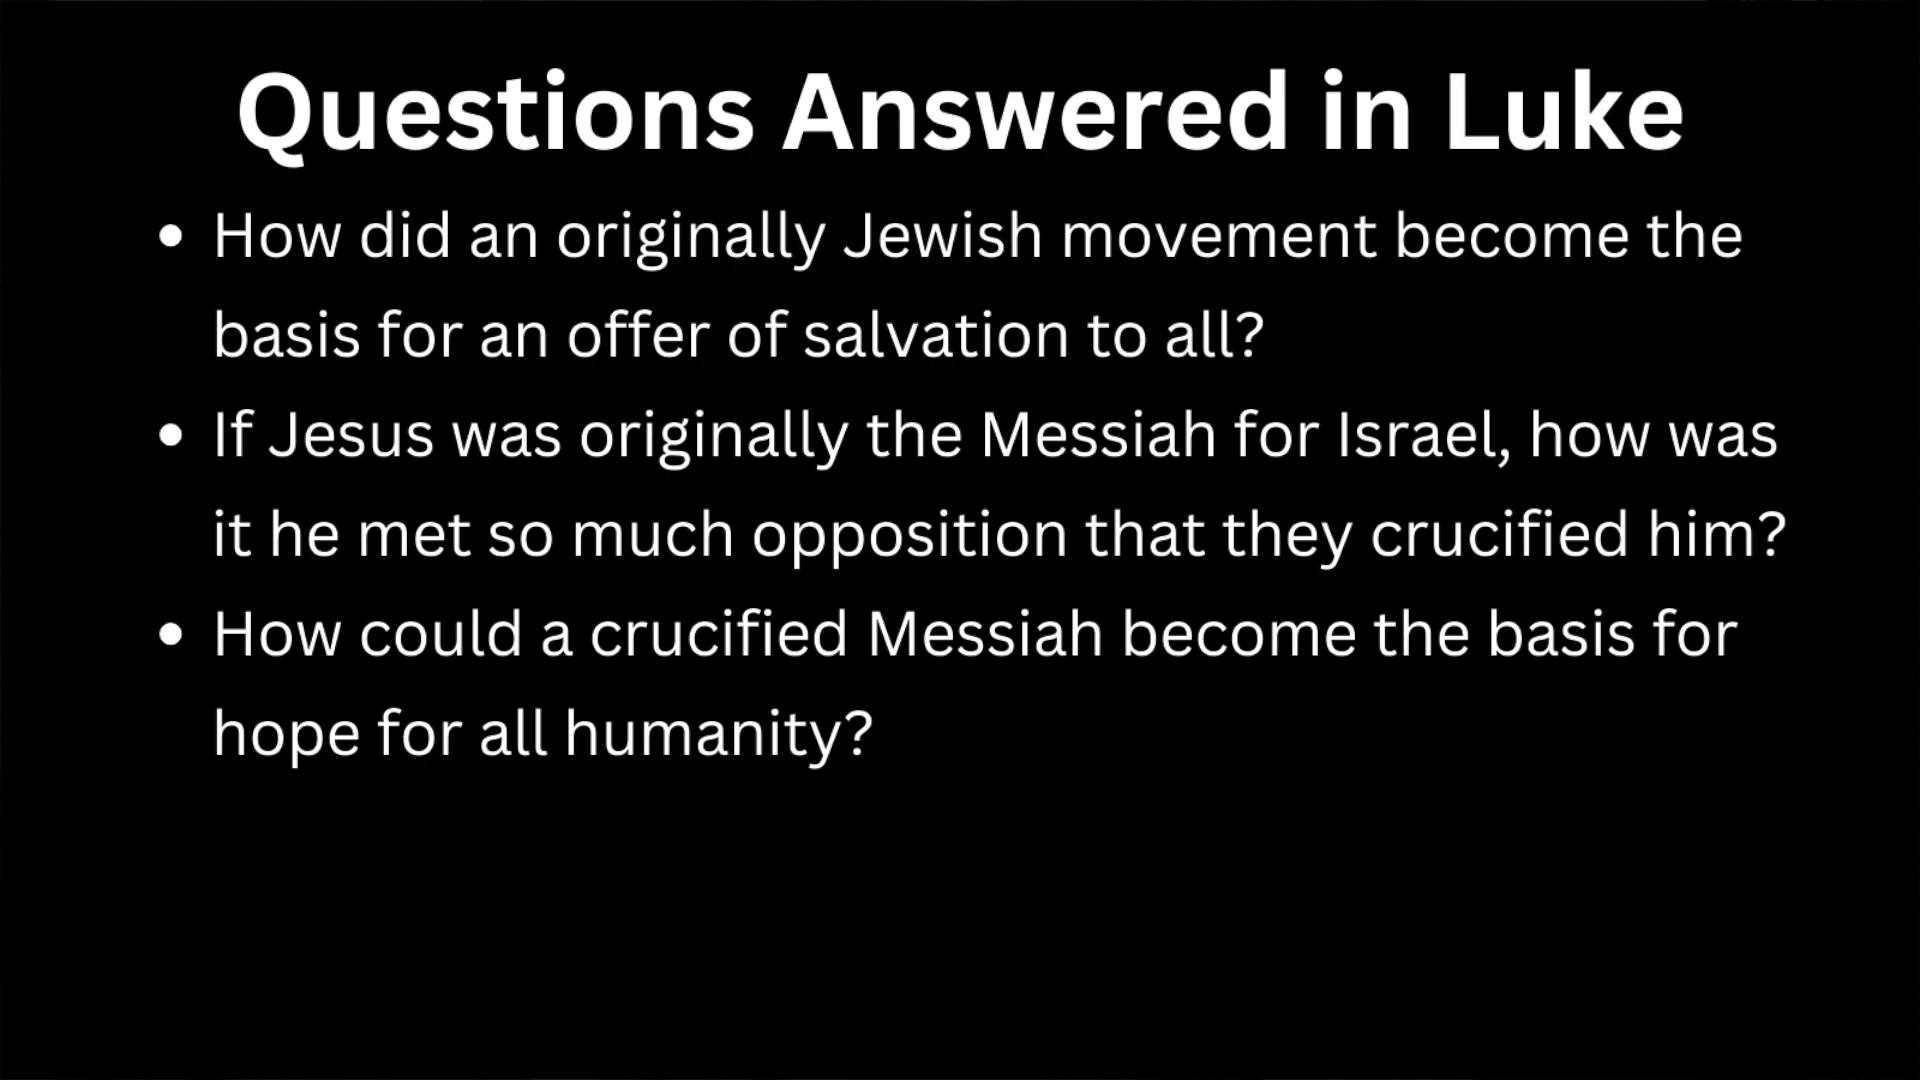 Questions Answered in Luke
• How did an originally Jewish movement become the
basis for an offer of salvation to all?
• If Jesus was originally the Messiah for Israel, how was
it he met so much opposition that they crucified him?
• How could a crucified Messiah become the basis for
hope for all humanity?